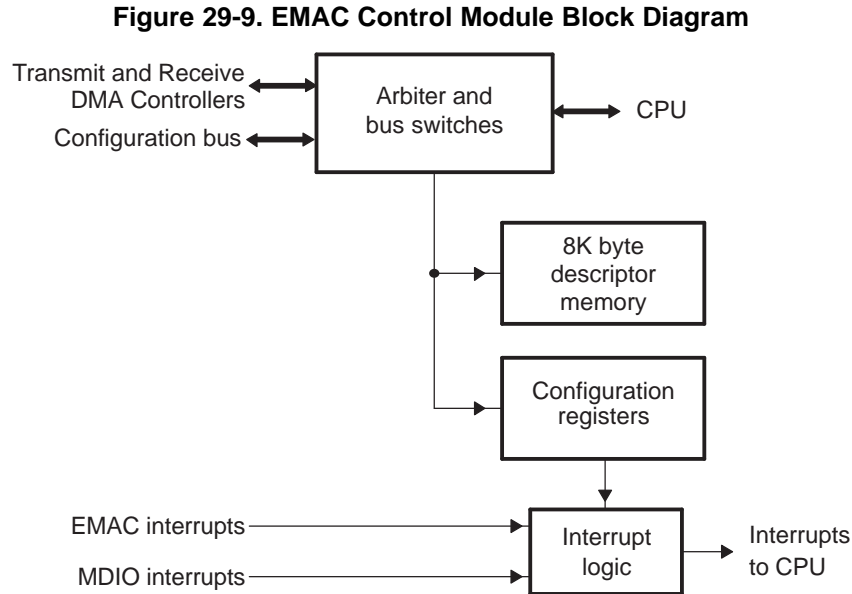 Figure 29-9. EMAC Control Module Block Diagram
Transmit and Receive
DMA Controllers
Configuration bus
Arbiter and
bus switches
CPU
8K byte
descriptor
memory
Configuration
registers
EMAC interrupts
MDIO interrupts
Interrupt
logic
Interrupts
to CPU